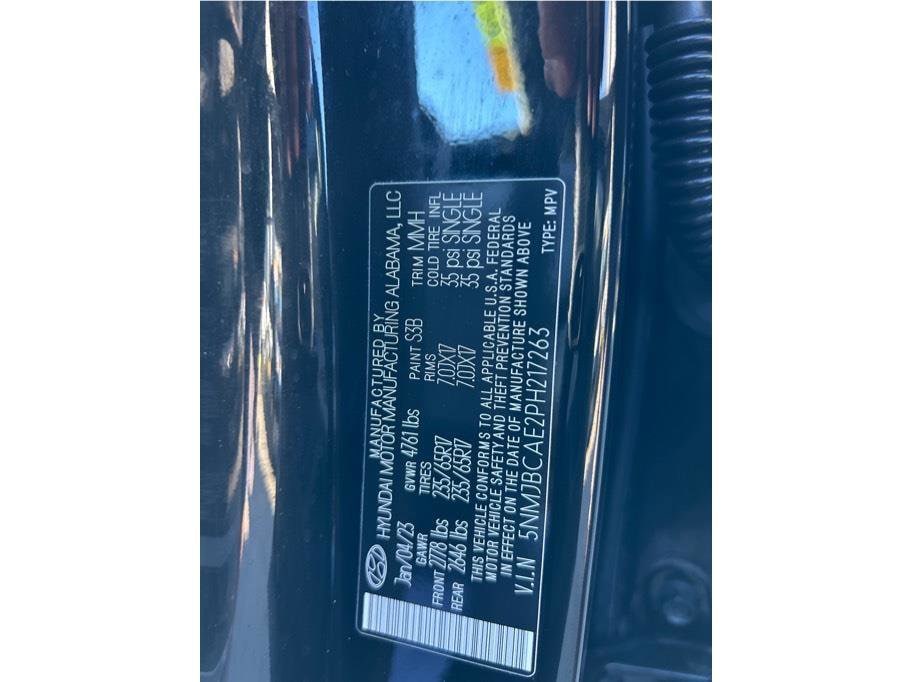 MANUFACTURED BY
HYUNDAI MOTOR MANUFACTURING ALABAMA, LLC
Jan/04/23 GVWR 4761 lbs PAINT S3B TRIM MMH
GAWR TIRES RIMS COLD TIRE INFL
FRONT 2778 lbs 235/65R17 7.0JX17 35 psi SINGLE
REAR 2646 lbs 235/65R17 7.0JX17 35 psi SINGLE
THIS VEHICLE CONFORMS TO ALL APPLICABLE U.S.A. FEDERAL
MOTOR VEHICLE SAFETY AND THEFT PREVENTION STANDARDS
IN EFFECT ON THE DATE OF MANUFACTURE SHOWN ABOVE
V.I.N 5NMJBCAE2PH217263 TYPE: MPV